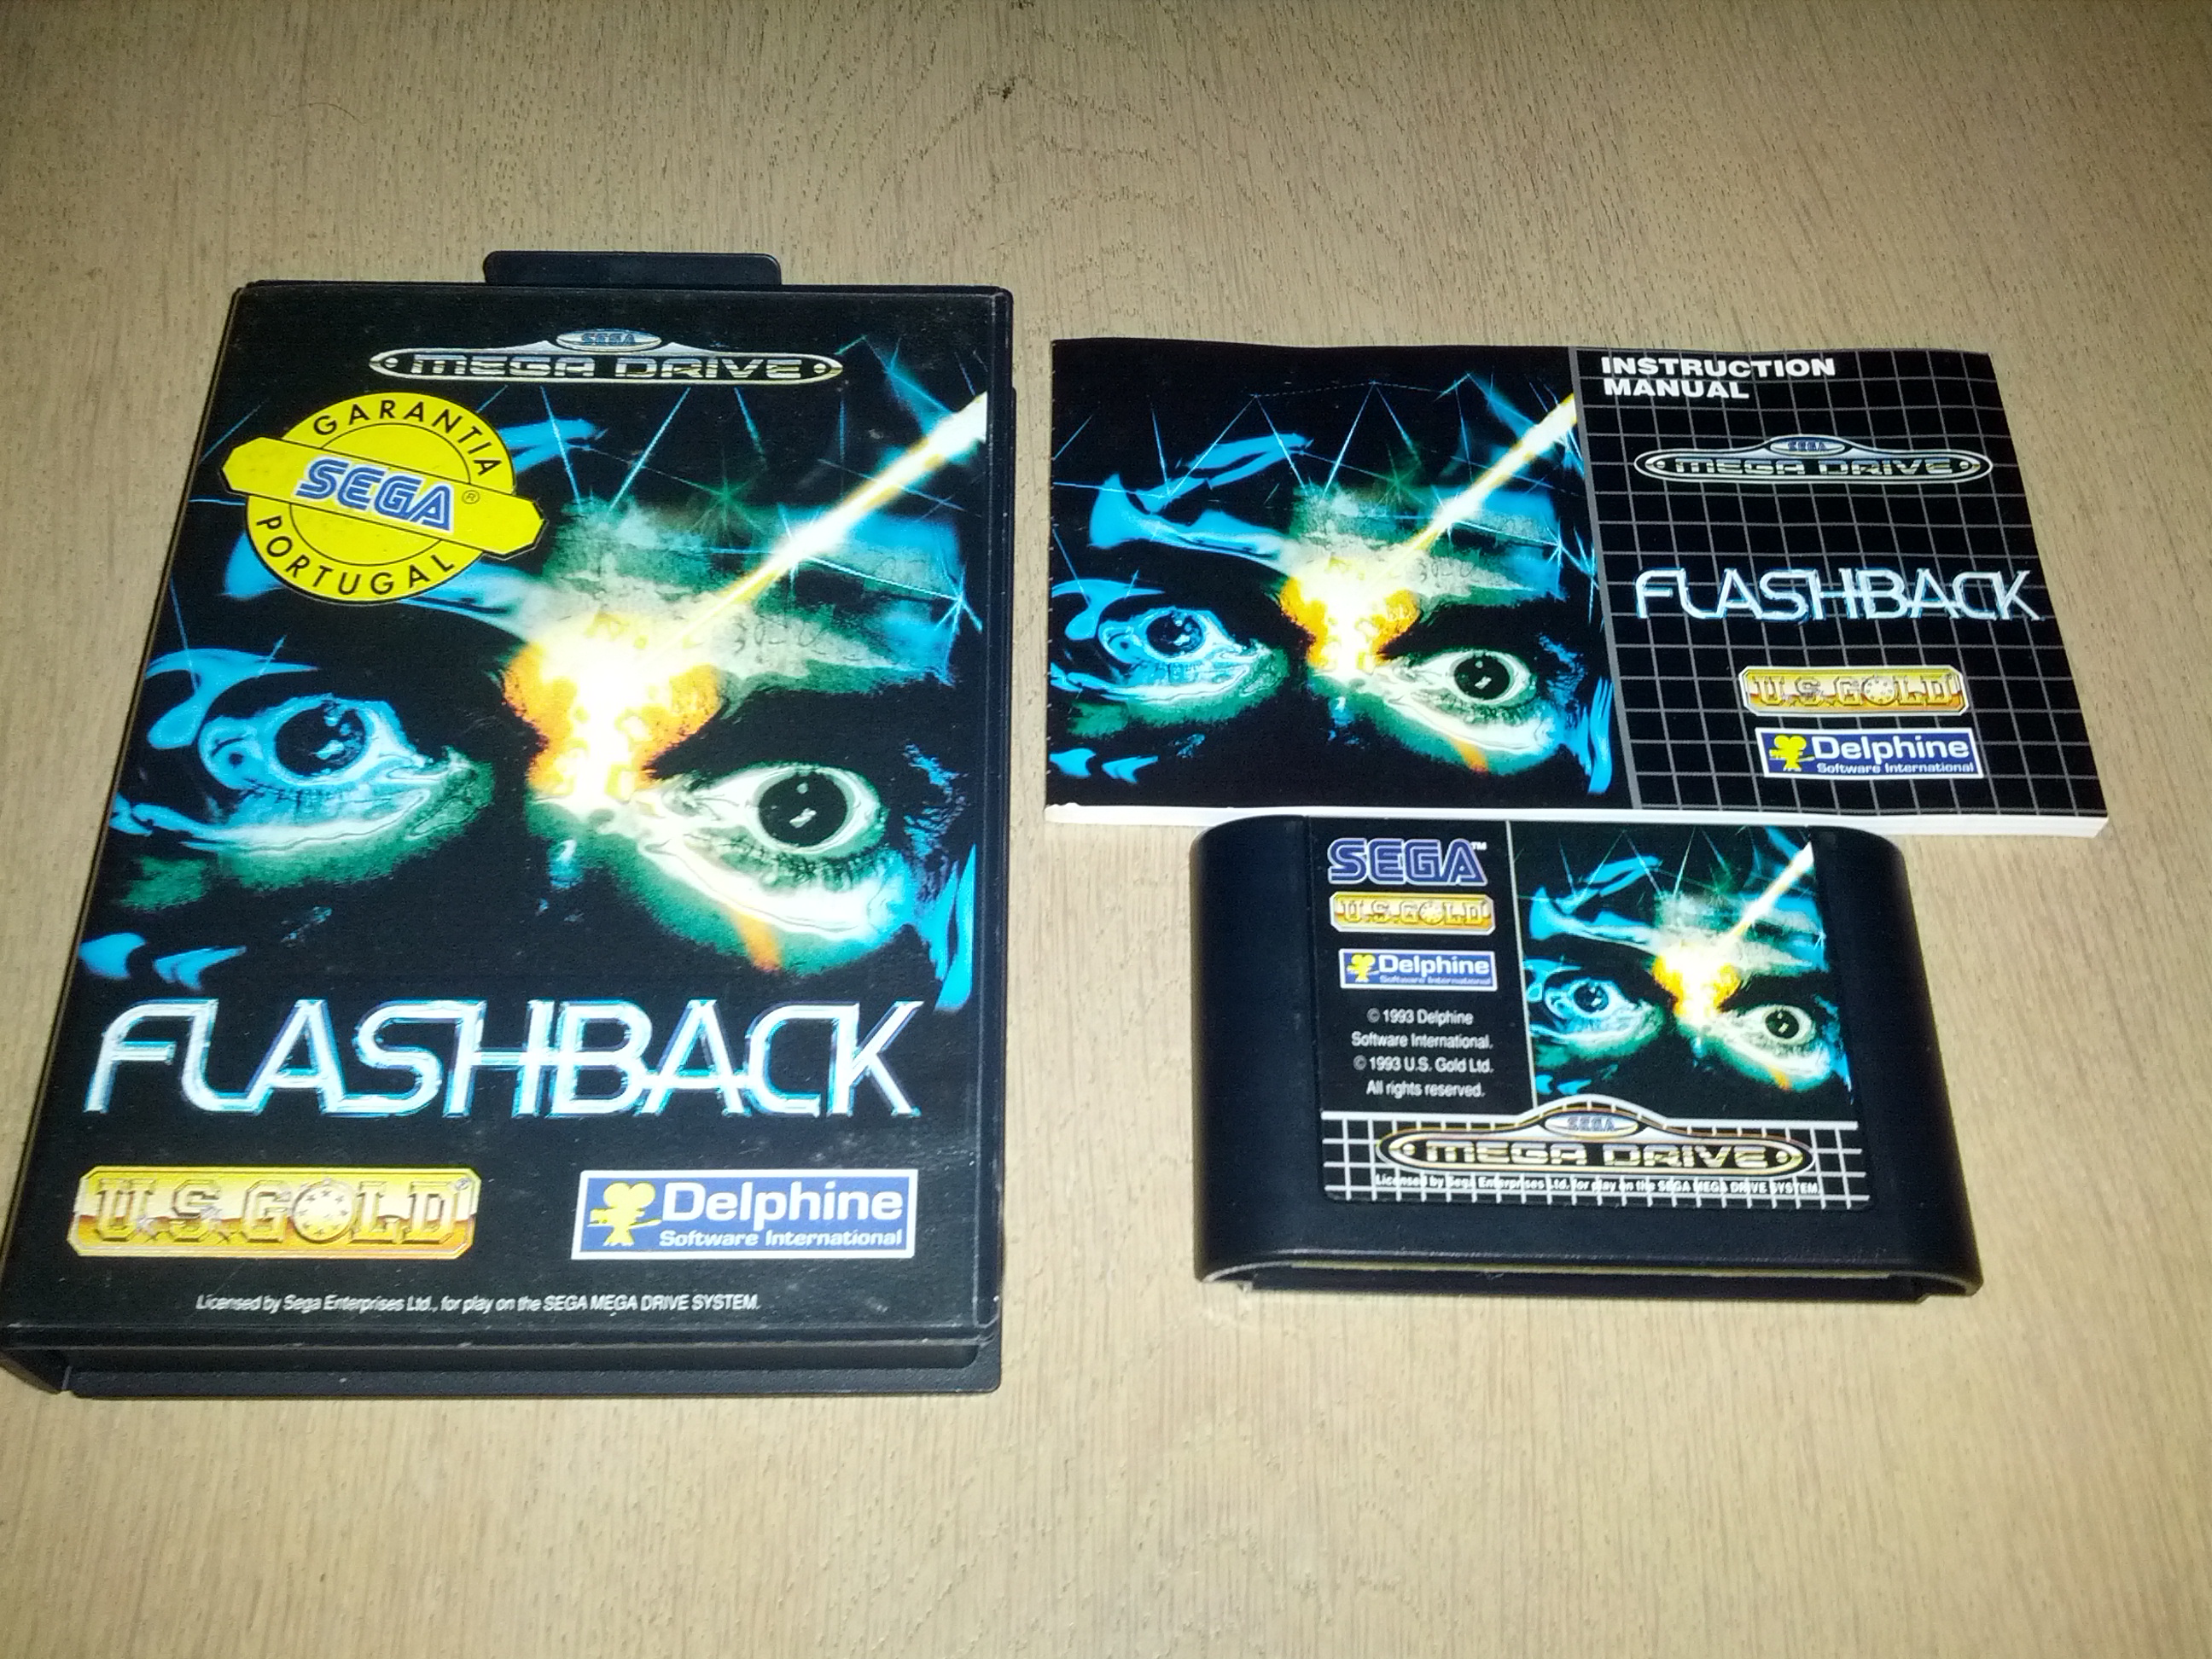 SEGA
MEGA DRIVE
GARANTIA
SEGA®
PORTUGAL
FLASHBACK
U.S.GOLD®
Delphine
Software International
Licensed by Sega Enterprises Ltd., for play on the SEGA MEGA DRIVE SYSTEM.
INSTRUCTION
MANUAL
SEGA
MEGA DRIVE
FLASHBACK
U.S.GOLD
Delphine
Software International
SEGA™
U.S.GOLD
Delphine
Software International
© 1993 Delphine
Software International.
© 1993 U.S. Gold Ltd.
All rights reserved.
SEGA
MEGA DRIVE
Licensed by Sega Enterprises Ltd. for play on the SEGA MEGA DRIVE SYSTEM.